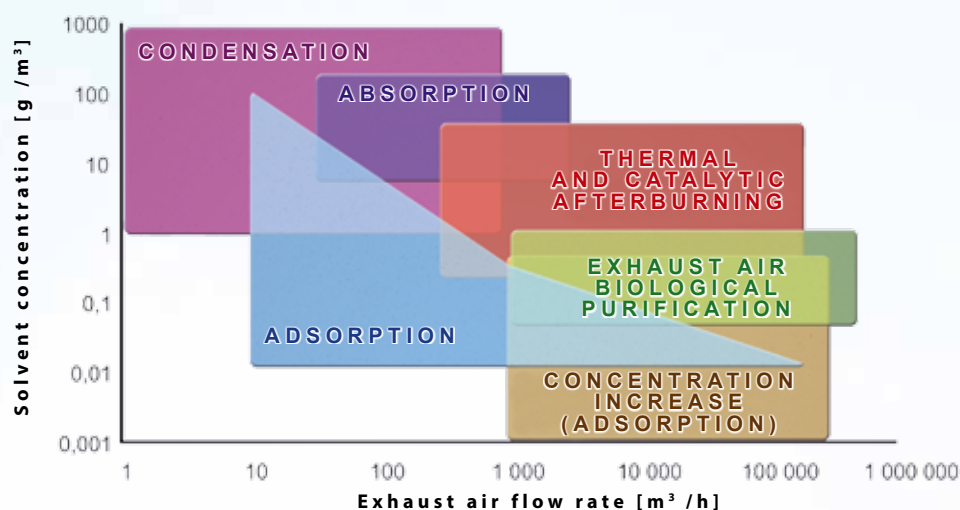 Solvent concentration [g /m³]
1000
100
10
1
0,1
0,01
0,001
CONDENSATION
ABSORPTION
THERMAL
AND CATALYTIC
AFTERBURNING
EXHAUST AIR
BIOLOGICAL
PURIFICATION
ADSORPTION
CONCENTRATION
INCREASE
(ADSORPTION)
1 10 100 1 000 10 000 100 000 1 000 000
Exhaust air flow rate [m³ /h]